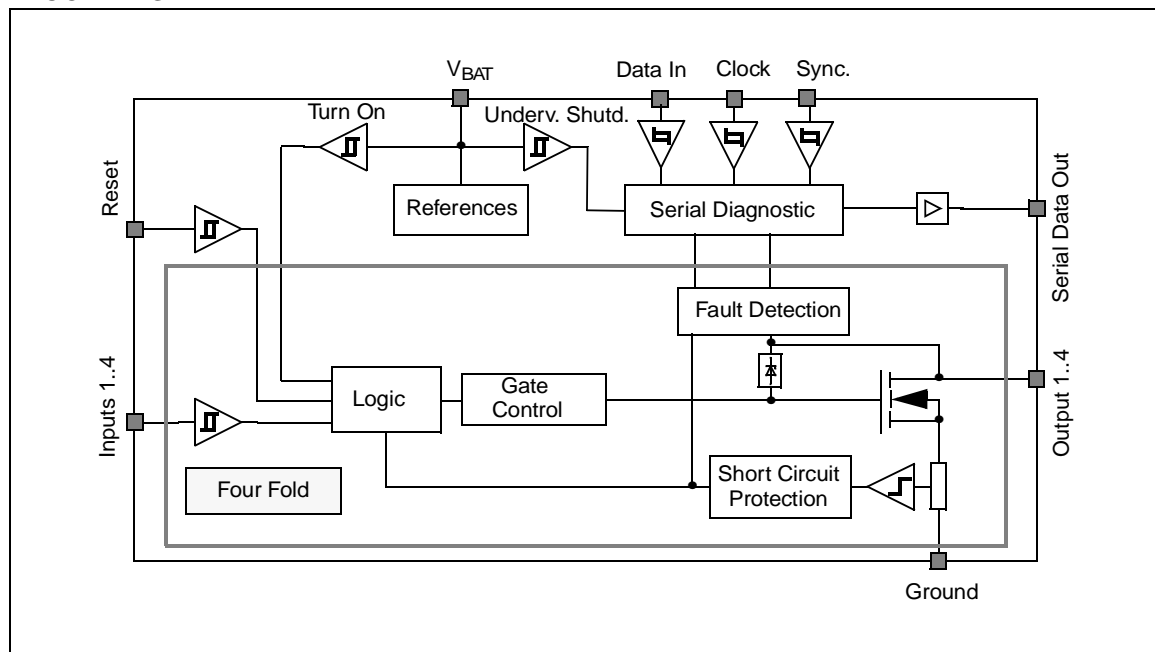 V_BAT
Data In
Clock
Sync.
Turn On
Underv. Shutd.
Reset
References
Serial Diagnostic
Serial Data Out
Fault Detection
Inputs 1..4
Logic
Gate
Control
Output 1..4
Four Fold
Short Circuit
Protection
Ground